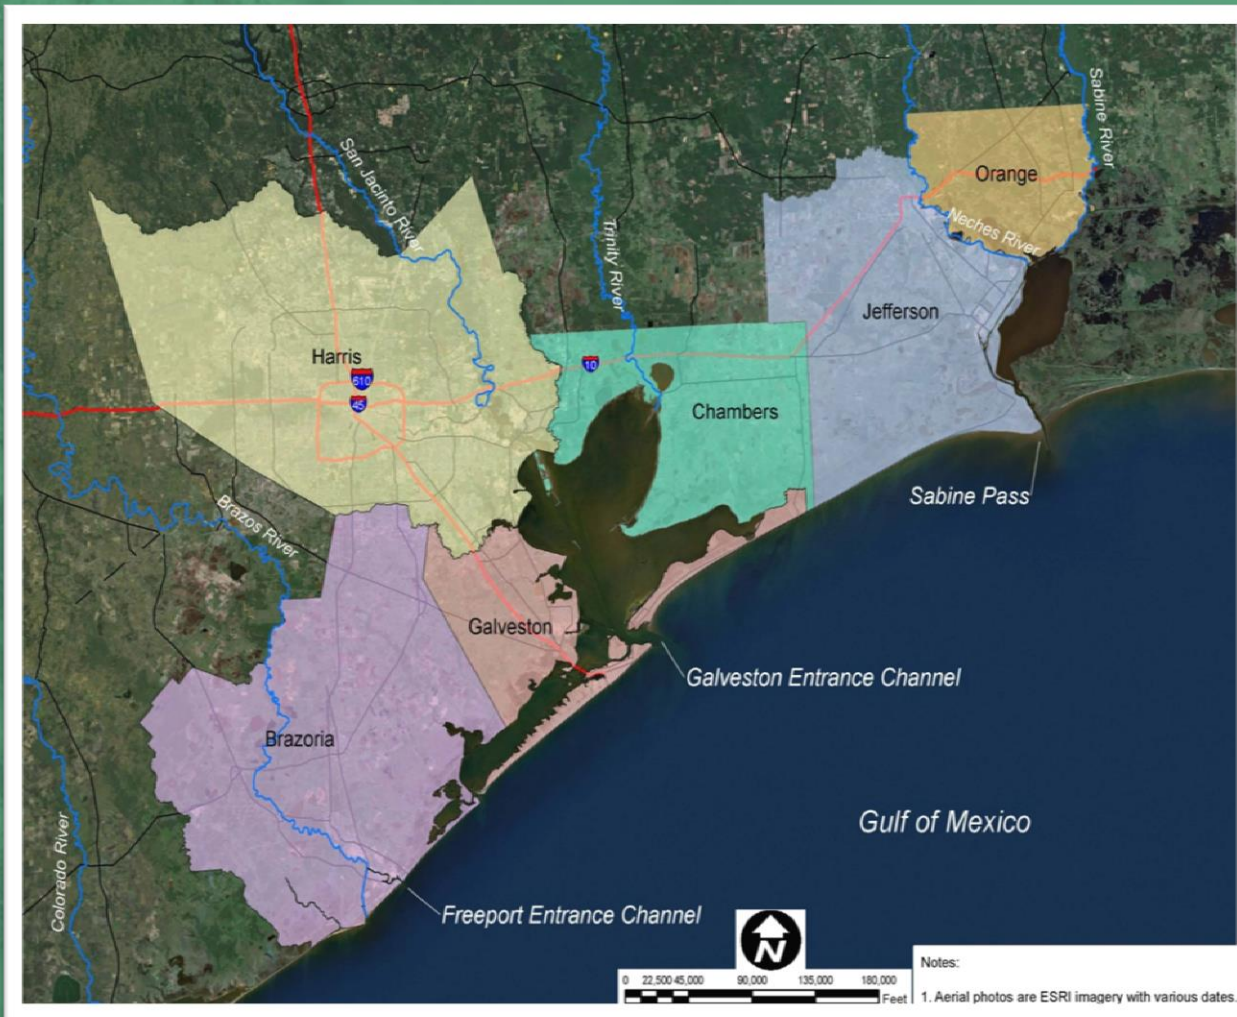 Sabine River
San Jacinto River
Orange
Neches River
Trinity River
Jefferson
Harris
610
10
45
Chambers
Sabine Pass
Brazos River
Galveston
Galveston Entrance Channel
Brazoria
Gulf of Mexico
Colorado River
Freeport Entrance Channel
N
0 22,500 45,000 90,000 135,000 180,000
Feet
Notes:
1. Aerial photos are ESRI imagery with various dates.